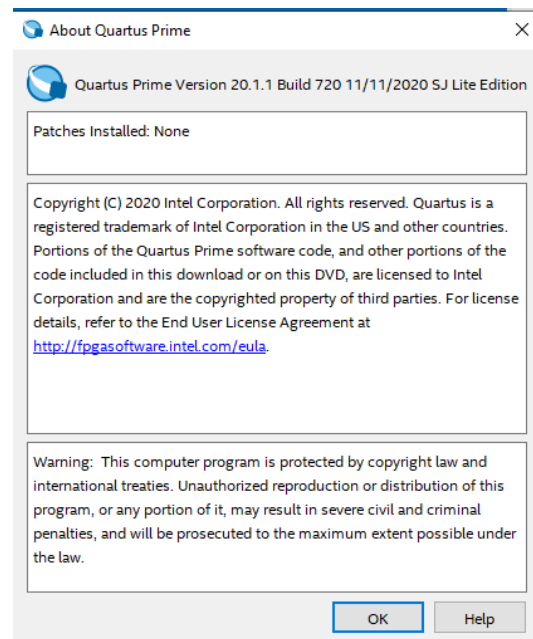 About Quartus Prime
Quartus Prime Version 20.1.1 Build 720 11/11/2020 SJ Lite Edition
Patches Installed: None
Copyright (C) 2020 Intel Corporation. All rights reserved. Quartus is a
registered trademark of Intel Corporation in the US and other countries.
Portions of the Quartus Prime software code, and other portions of the
code included in this download or on this DVD, are licensed to Intel
Corporation and are the copyrighted property of third parties. For license
details, refer to the End User License Agreement at
http://fpgasoftware.intel.com/eula.
Warning:  This computer program is protected by copyright law and
international treaties. Unauthorized reproduction or distribution of this
program, or any portion of it, may result in severe civil and criminal
penalties, and will be prosecuted to the maximum extent possible under
the law.
OK
Help